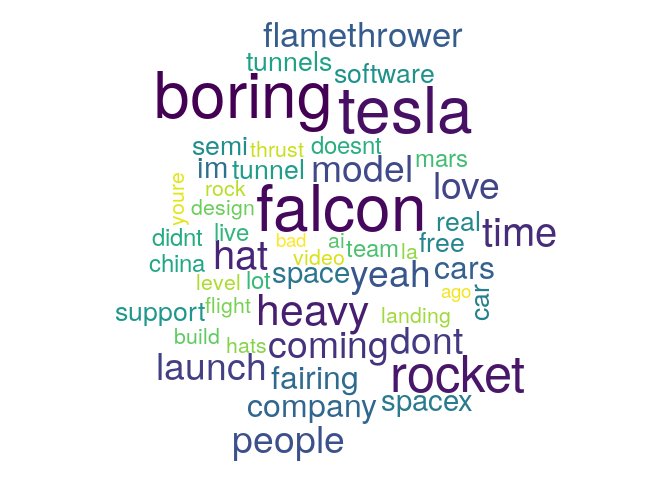 flamethrower
tunnels
software
boring
tesla
semi
thrust
doesnt
im
tunnel
model
mars
youre
rock
love
design
falcon
real
time
didnt
live
hat
bad
ai
team
la
free
china
video
space
yeah
cars
level
lot
ago
car
support
flight
heavy
landing
build
hats
coming
dont
launch
fairing
rocket
company
spacex
people